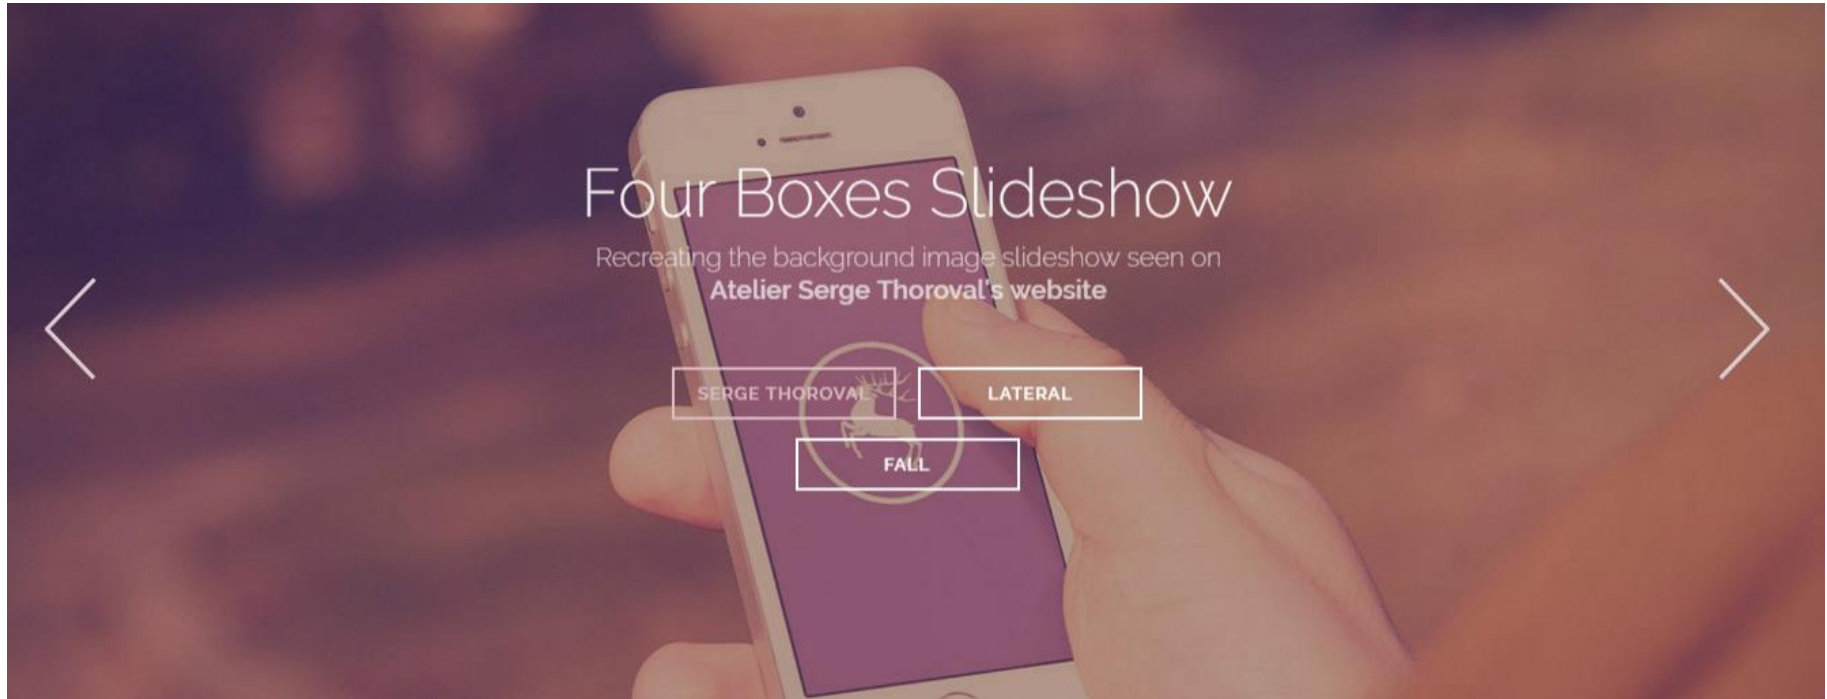 Four Boxes Slideshow
Recreating the background image slideshow seen on
Atelier Serge Thoroval's website
SERGE THOROVAL
LATERAL
FALL